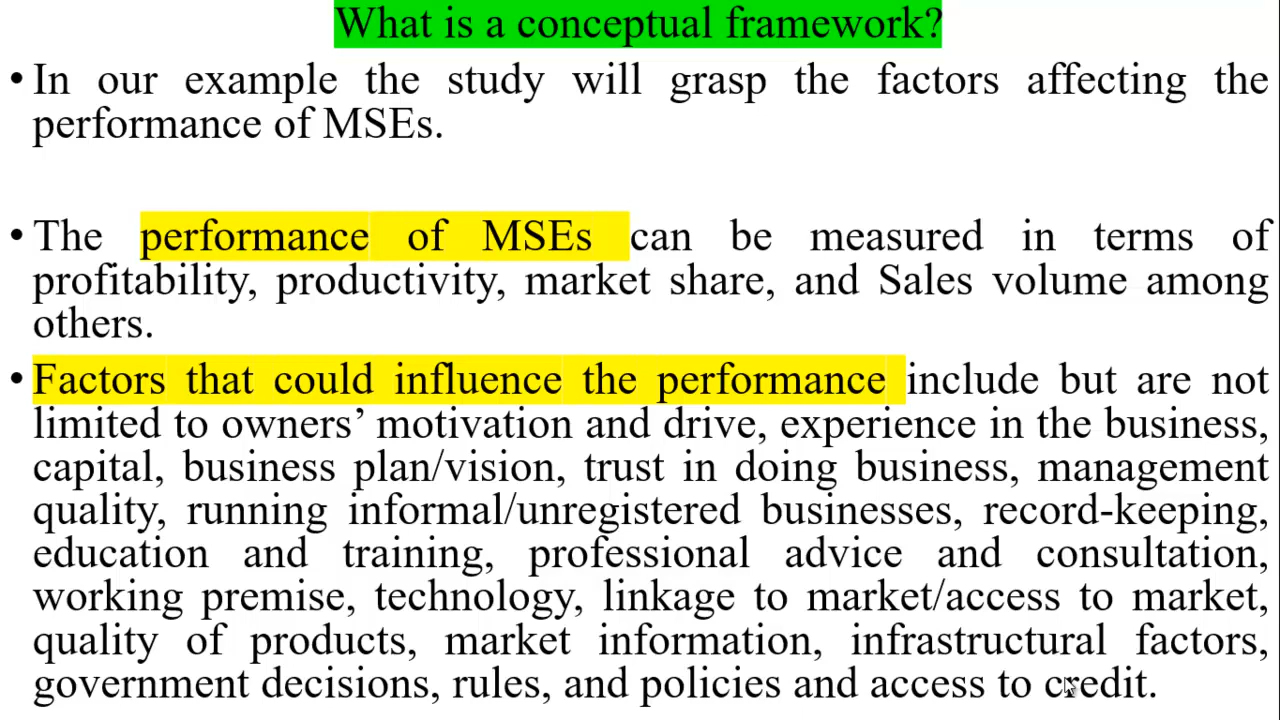 What is a conceptual framework?
• In our example the study will grasp the factors affecting the
performance of MSEs.
• The performance of MSEs can be measured in terms of
profitability, productivity, market share, and Sales volume among
others.
• Factors that could influence the performance include but are not
limited to owners’ motivation and drive, experience in the business,
capital, business plan/vision, trust in doing business, management
quality, running informal/unregistered businesses, record-keeping,
education and training, professional advice and consultation,
working premise, technology, linkage to market/access to market,
quality of products, market information, infrastructural factors,
government decisions, rules, and policies and access to credit.